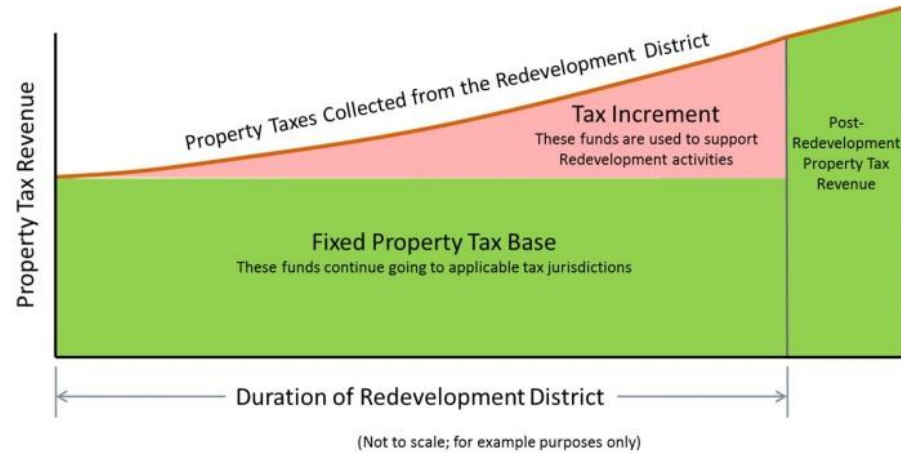 Property Taxes Collected from the Redevelopment District
Tax Increment
These funds are used to support
Redevelopment activities
Post-
Redevelopment
Property Tax
Revenue
Property Tax Revenue
Fixed Property Tax Base
These funds continue going to applicable tax jurisdictions
Duration of Redevelopment District
(Not to scale; for example purposes only)